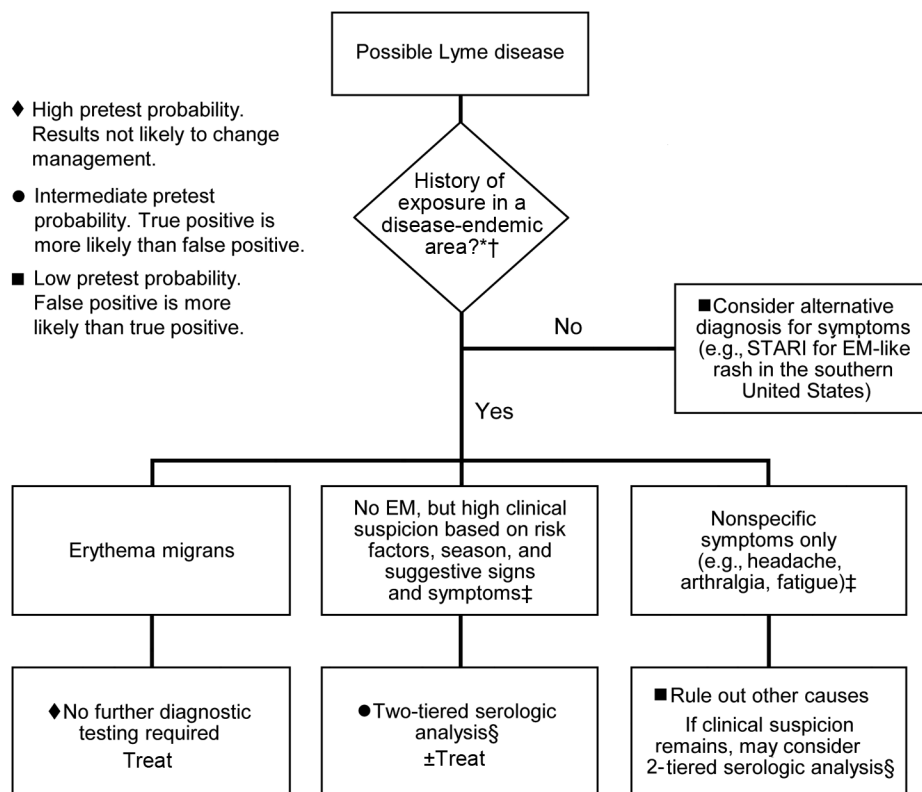 Possible Lyme disease
♦ High pretest probability.
Results not likely to change
management.
● Intermediate pretest
probability. True positive is
more likely than false positive.
■ Low pretest probability.
False positive is more
likely than true positive.
History of
exposure in a
disease-endemic
area?*†
No
■Consider alternative
diagnosis for symptoms
(e.g., STARI for EM-like
rash in the southern
United States)
Yes
Erythema migrans
No EM, but high clinical
suspicion based on risk
factors, season, and
suggestive signs
and symptoms‡
Nonspecific
symptoms only
(e.g., headache,
arthralgia, fatigue)‡
♦No further diagnostic
testing required
Treat
●Two-tiered serologic
analysis§
±Treat
■Rule out other causes
If clinical suspicion
remains, may consider
2-tiered serologic analysis§